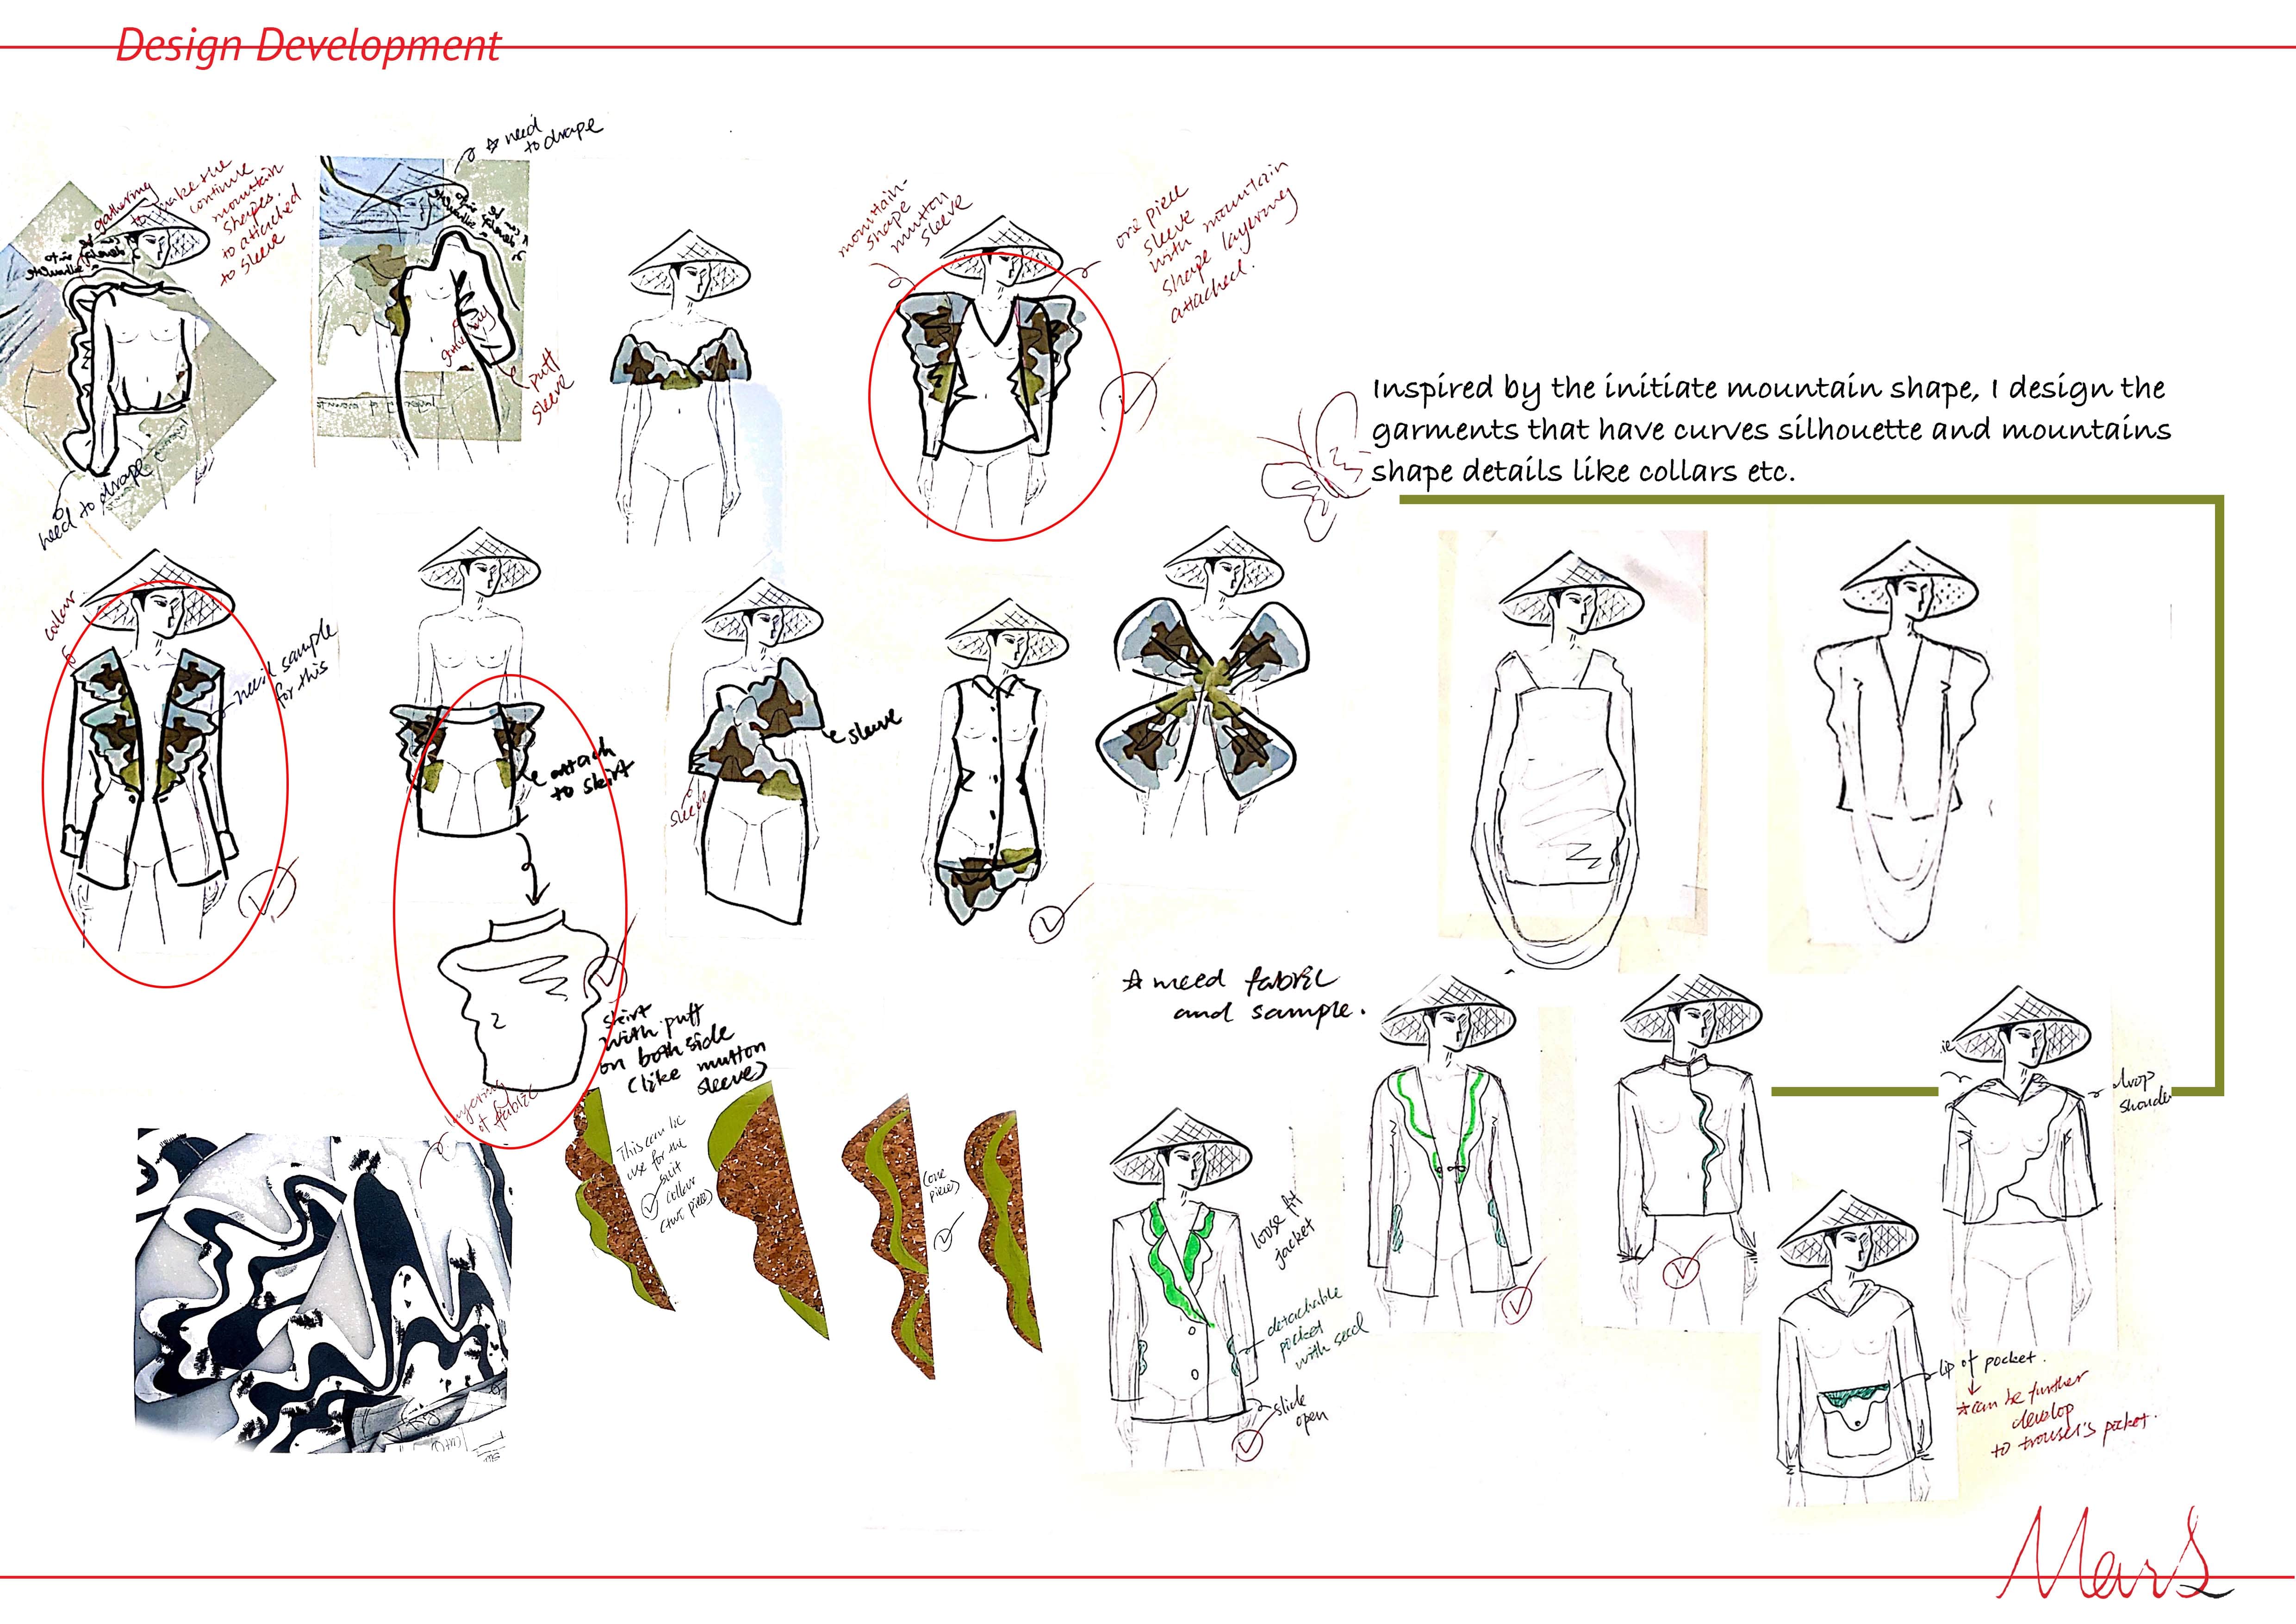 Design Development
☆ need
to drape
gathering
to make the
continue
mountain
shapes.
to attached
to sleeve
need to drape
gathering
puff
sleeve
mountain-
shape
mutton
sleeve
one piece
sleeve
with mountain
shape layering
attached.
Inspired by the initiate mountain shape, I design the
garments that have curves silhouette and mountains
shape details like collars etc.
collar
need sample
for this
attach
to skirt
sleeve
sleeve
skirt
with puff
on both side
(like mutton
sleeve)
layering
of fabric
This can be
use for the
suit
collar
(two piece)
(one
piece)
☆ need fabric
and sample.
loose fit
jacket
detachable
pocket
with seed
slide
open
drop
shoulder
lip of pocket.
☆ can be further
develop
to trouser's pocket.
Mars